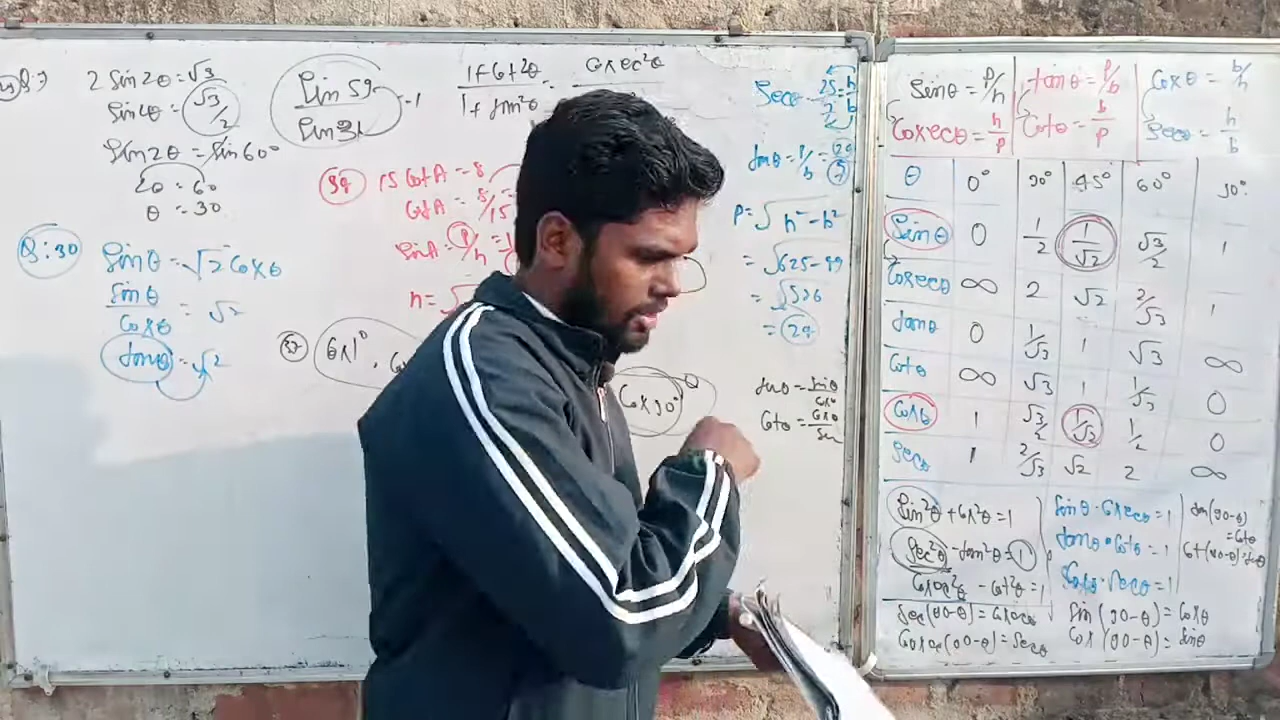 2 Sin2θ = √3
Sin2θ = √3/2
Sin2θ = Sin60°
2θ = 60
θ = 30
Q:30
Sinθ = √2 Cosθ
Sinθ/Cosθ = √2
tanθ = √2
Sin 59
Sin 31
1+Cot²θ / 1+tan²θ = Cosec²θ
34
15 CotA = 8
CotA = 8/15
SinA = P/h =
h = √
37
Cos1° . Co
Cos90°
Secθ = 25/7 = h/b
tanθ = P/b = 24/7
P = √h²-b²
= √625-49
= √576
= 24
tanθ = Sinθ/Cosθ
Cotθ = Cosθ/Sin
Sinθ = P/h
Cosecθ = h/P
tanθ = P/b
Cotθ = b/P
Cosθ = b/h
Secθ = h/b
θ 0° 30° 45° 60° 90°
Sinθ 0 1/2 1/√2 √3/2 1
Cosecθ ∞ 2 √2 2/√3 1
tanθ 0 1/√3 1 √3 ∞
Cotθ ∞ √3 1 1/√3 0
Cosθ 1 √3/2 1/√2 1/2 0
Secθ 1 2/√3 √2 2 ∞
Sin²θ + Cos²θ = 1
Sec²θ - tan²θ = 1
Cosec²θ - Cot²θ = 1
Sec(90-θ) = Cosecθ
Cosec(90-θ) = Secθ
Sinθ . Cosecθ = 1
tanθ . Cotθ = 1
Cosθ . Secθ = 1
Sin (90-θ) = Cosθ
Cos (90-θ) = Sinθ
tan(90-θ)
= Cotθ
Cot(90-θ) = tanθ